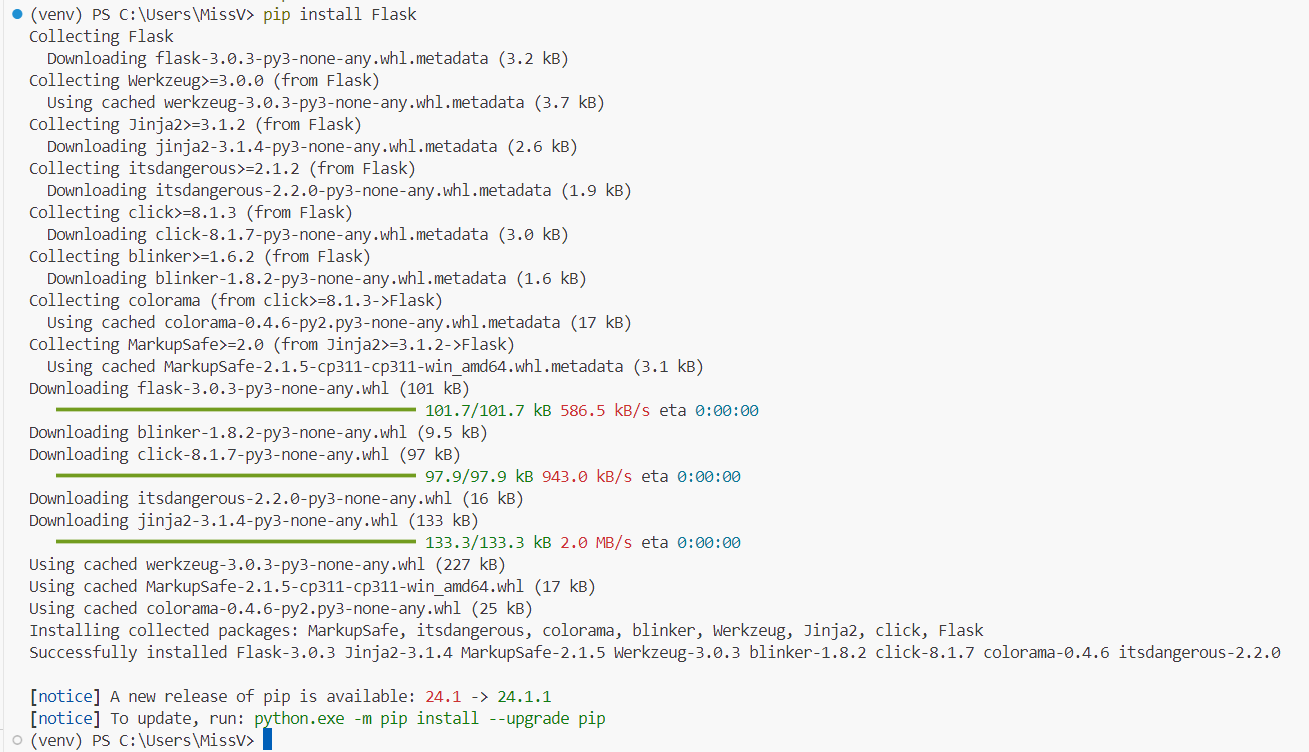 (venv) PS C:\Users\MissV> pip install Flask
Collecting Flask
  Downloading flask-3.0.3-py3-none-any.whl.metadata (3.2 kB)
Collecting Werkzeug>=3.0.0 (from Flask)
  Using cached werkzeug-3.0.3-py3-none-any.whl.metadata (3.7 kB)
Collecting Jinja2>=3.1.2 (from Flask)
  Downloading jinja2-3.1.4-py3-none-any.whl.metadata (2.6 kB)
Collecting itsdangerous>=2.1.2 (from Flask)
  Downloading itsdangerous-2.2.0-py3-none-any.whl.metadata (1.9 kB)
Collecting click>=8.1.3 (from Flask)
  Downloading click-8.1.7-py3-none-any.whl.metadata (3.0 kB)
Collecting blinker>=1.6.2 (from Flask)
  Downloading blinker-1.8.2-py3-none-any.whl.metadata (1.6 kB)
Collecting colorama (from click>=8.1.3->Flask)
  Using cached colorama-0.4.6-py2.py3-none-any.whl.metadata (17 kB)
Collecting MarkupSafe>=2.0 (from Jinja2>=3.1.2->Flask)
  Using cached MarkupSafe-2.1.5-cp311-cp311-win_amd64.whl.metadata (3.1 kB)
Downloading flask-3.0.3-py3-none-any.whl (101 kB)
101.7/101.7 kB 586.5 kB/s eta 0:00:00
Downloading blinker-1.8.2-py3-none-any.whl (9.5 kB)
Downloading click-8.1.7-py3-none-any.whl (97 kB)
97.9/97.9 kB 943.0 kB/s eta 0:00:00
Downloading itsdangerous-2.2.0-py3-none-any.whl (16 kB)
Downloading jinja2-3.1.4-py3-none-any.whl (133 kB)
133.3/133.3 kB 2.0 MB/s eta 0:00:00
Using cached werkzeug-3.0.3-py3-none-any.whl (227 kB)
Using cached MarkupSafe-2.1.5-cp311-cp311-win_amd64.whl (17 kB)
Using cached colorama-0.4.6-py2.py3-none-any.whl (25 kB)
Installing collected packages: MarkupSafe, itsdangerous, colorama, blinker, Werkzeug, Jinja2, click, Flask
Successfully installed Flask-3.0.3 Jinja2-3.1.4 MarkupSafe-2.1.5 Werkzeug-3.0.3 blinker-1.8.2 click-8.1.7 colorama-0.4.6 itsdangerous-2.2.0
[notice] A new release of pip is available: 24.1 -> 24.1.1
[notice] To update, run: python.exe -m pip install --upgrade pip
(venv) PS C:\Users\MissV>